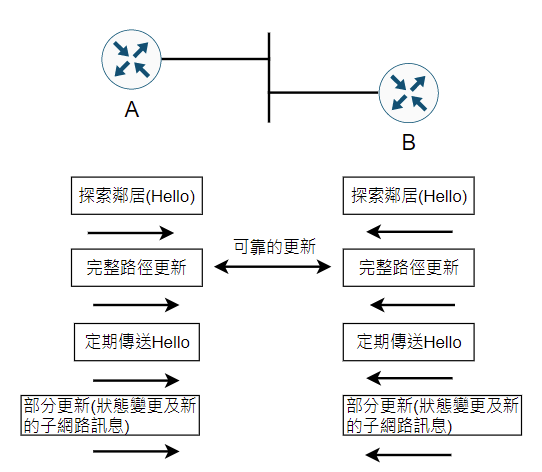 A
B
探索鄰居(Hello)
探索鄰居(Hello)
可靠的更新
完整路徑更新
完整路徑更新
定期傳送Hello
定期傳送Hello
部分更新(狀態變更及新
的子網路訊息)
部分更新(狀態變更及新
的子網路訊息)